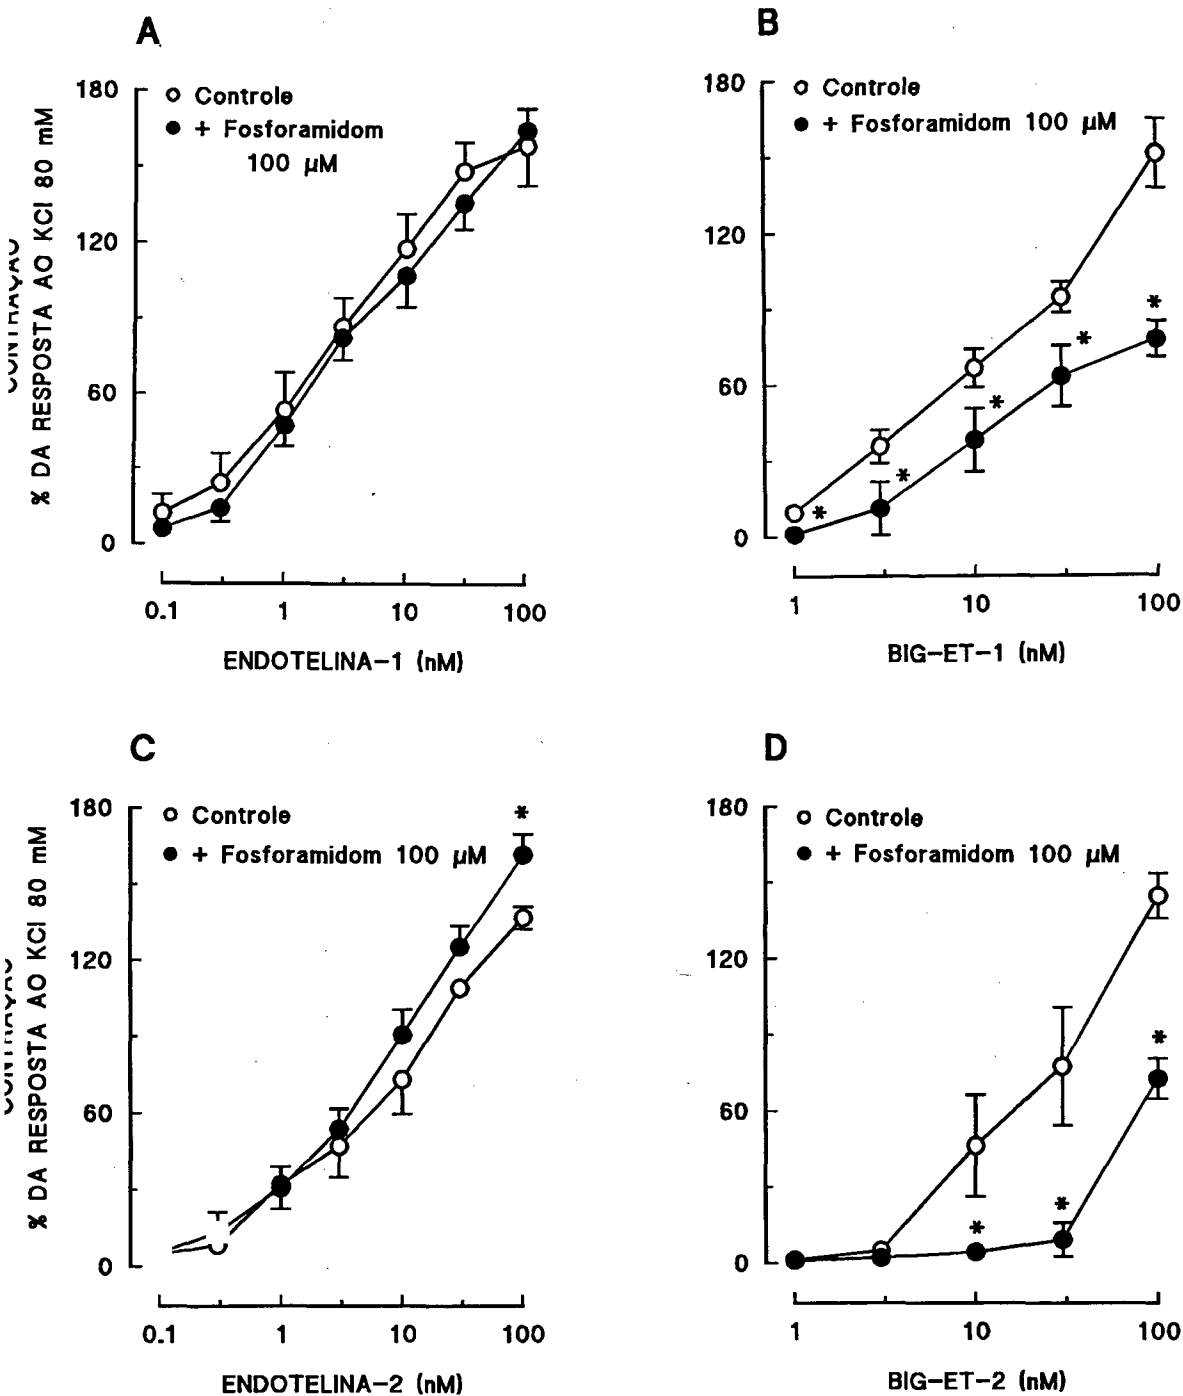 A
180
120
60
0
Controle
+ Fosforamidom
100 µM
% DA RESPOSTA AO KCl 80 mM
0.1
1
10
100
ENDOTELINA-1 (nM)
B
180
120
60
0
Controle
+ Fosforamidom 100 µM
*
*
*
*
*
1
10
100
BIG-ET-1 (nM)
C
180
120
60
0
Controle
+ Fosforamidom 100 µM
*
% DA RESPOSTA AO KCl 80 mM
0.1
1
10
100
ENDOTELINA-2 (nM)
D
180
120
60
0
Controle
+ Fosforamidom 100 µM
*
*
*
1
10
100
BIG-ET-2 (nM)